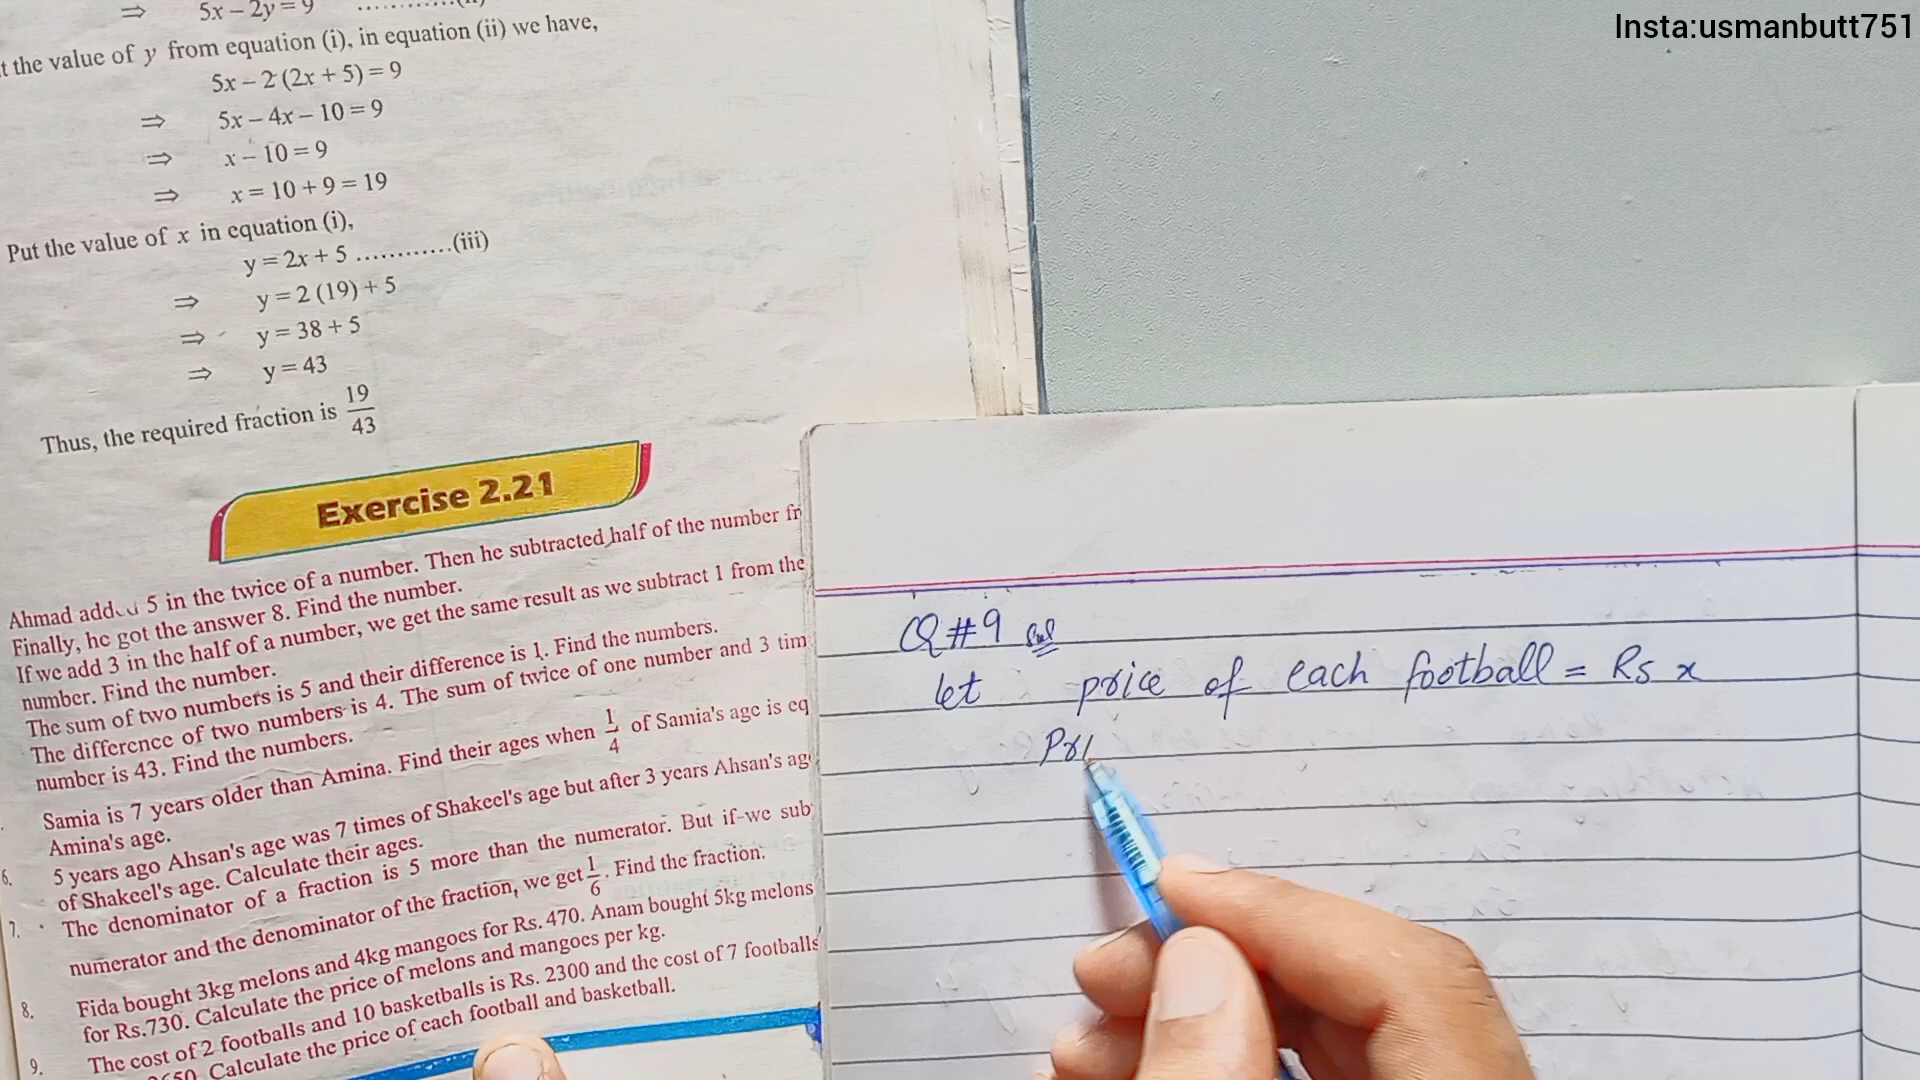 Insta:usmanbutt751
⇒ 5x – 2y = 9
t the value of y from equation (i), in equation (ii) we have,
5x – 2 (2x + 5) = 9
⇒ 5x – 4x – 10 = 9
⇒ x – 10 = 9
⇒ x = 10 + 9 = 19
Put the value of x in equation (i),
y = 2x + 5 ............(iii)
⇒ y = 2 (19) + 5
⇒ y = 38 + 5
⇒ y = 43
Thus, the required fraction is 19/43
Exercise 2.21
Ahmad added 5 in the twice of a number. Then he subtracted half of the number fr
Finally, he got the answer 8. Find the number.
If we add 3 in the half of a number, we get the same result as we subtract 1 from the
number. Find the number.
The sum of two numbers is 5 and their difference is 1. Find the numbers.
The difference of two numbers is 4. The sum of twice of one number and 3 tim
number is 43. Find the numbers.
Samia is 7 years older than Amina. Find their ages when 1/4 of Samia's age is eq
Amina's age.
6. 5 years ago Ahsan's age was 7 times of Shakeel's age but after 3 years Ahsan's ag
of Shakeel's age. Calculate their ages.
7. The denominator of a fraction is 5 more than the numerator. But if we sub
numerator and the denominator of the fraction, we get 1/6. Find the fraction.
8. Fida bought 3kg melons and 4kg mangoes for Rs. 470. Anam bought 5kg melons
for Rs.730. Calculate the price of melons and mangoes per kg.
9. The cost of 2 footballs and 10 basketballs is Rs. 2300 and the cost of 7 footballs
650. Calculate the price of each football and basketball.
Q #9 Sol
let price of each football = Rs x
Pri